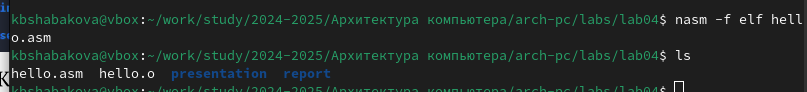 kbshabakova@vbox:~/work/study/2024-2025/Архитектура компьютера/arch-pc/labs/lab04$ nasm -f elf hell
o.asm
kbshabakova@vbox:~/work/study/2024-2025/Архитектура компьютера/arch-pc/labs/lab04$ ls
hello.asm  hello.o  presentation  report
kbshabakova@vbox:~/work/study/2024-2025/Архитектура компьютера/arch-pc/labs/lab04$